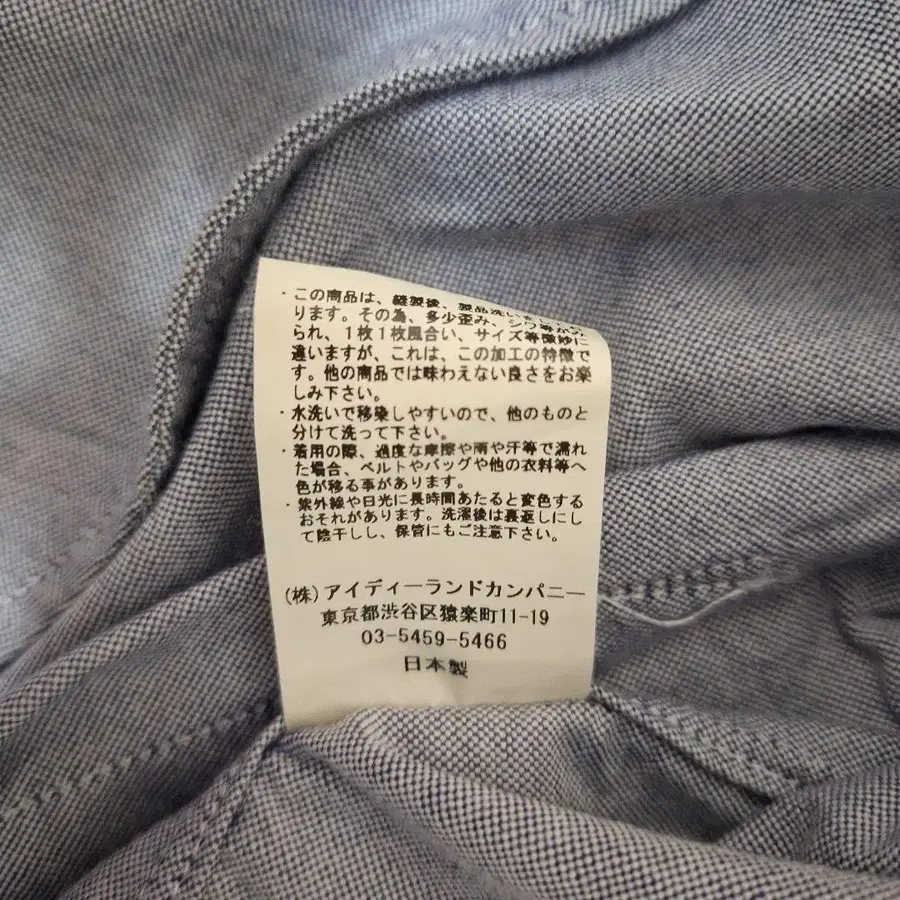 ・この商品は、縫製後、製品洗いを
ります。その為、多少歪み、シワ等が
られ、1枚1枚風合い、サイズ等微妙に
違いますが、これは、この加工の特徴で
す。他の商品では味わえない良さをお楽
しみ下さい。
・水洗いで移染しやすいので、他のものと
分けて洗って下さい。
・着用の際、過度な摩擦や雨や汗等で濡れ
た場合、ベルトやバッグや他の衣料等へ
色が移る事があります。
・紫外線や日光に長時間あたると変色する
おそれがあります。洗濯後は裏返しにし
て陰干しし、保管にもご注意下さい。
(株)アイディーランドカンパニー
東京都渋谷区猿楽町11-19
03-5459-5466
日本製